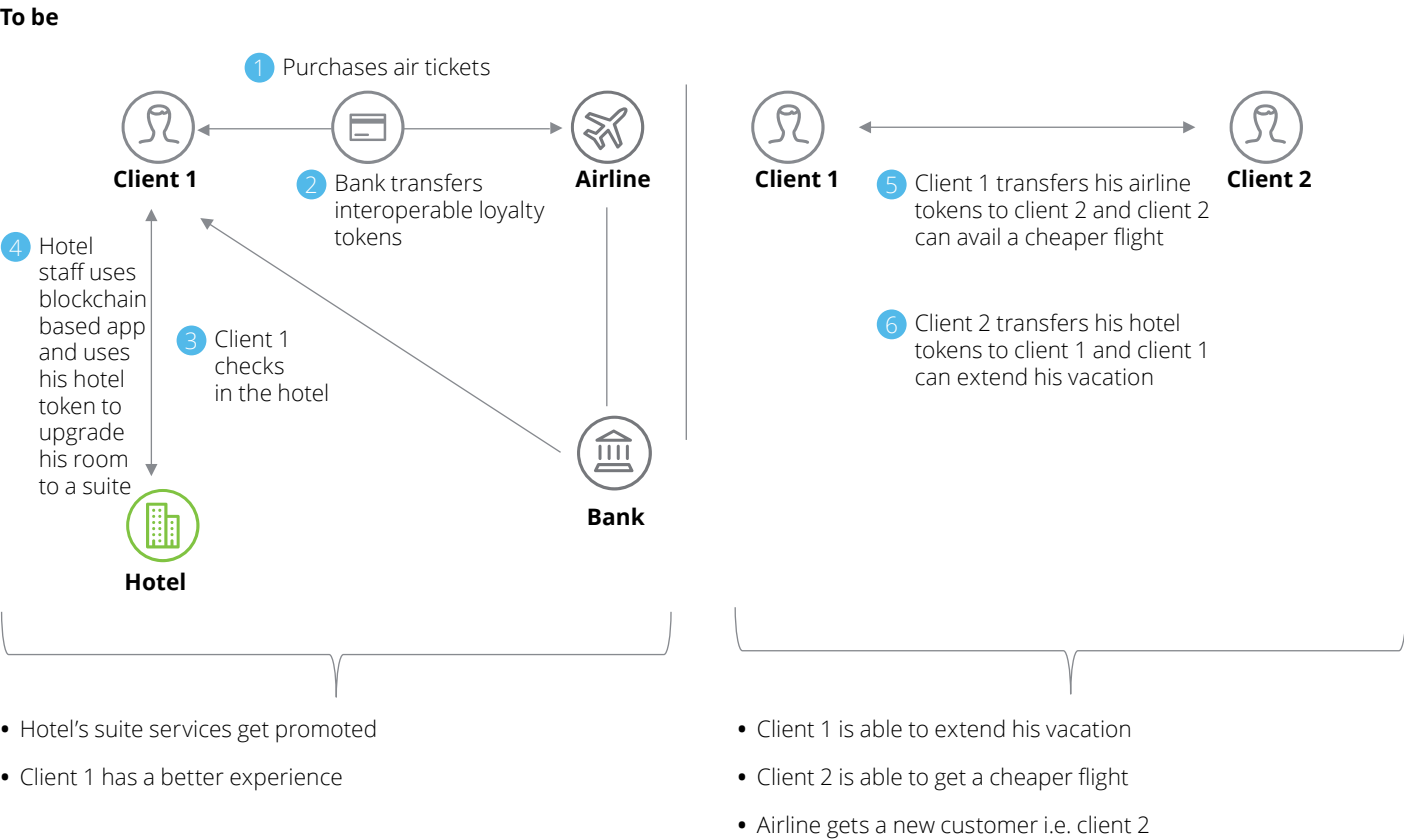 To be
1 Purchases air tickets
Client 1
2 Bank transfers
interoperable loyalty
tokens
Airline
4 Hotel
staff uses
blockchain
based app
and uses
his hotel
token to
upgrade
his room
to a suite
3 Client 1
checks
in the hotel
Bank
Hotel
Client 1
5 Client 1 transfers his airline
tokens to client 2 and client 2
can avail a cheaper flight
Client 2
6 Client 2 transfers his hotel
tokens to client 1 and client 1
can extend his vacation
• Hotel’s suite services get promoted
• Client 1 has a better experience
• Client 1 is able to extend his vacation
• Client 2 is able to get a cheaper flight
• Airline gets a new customer i.e. client 2